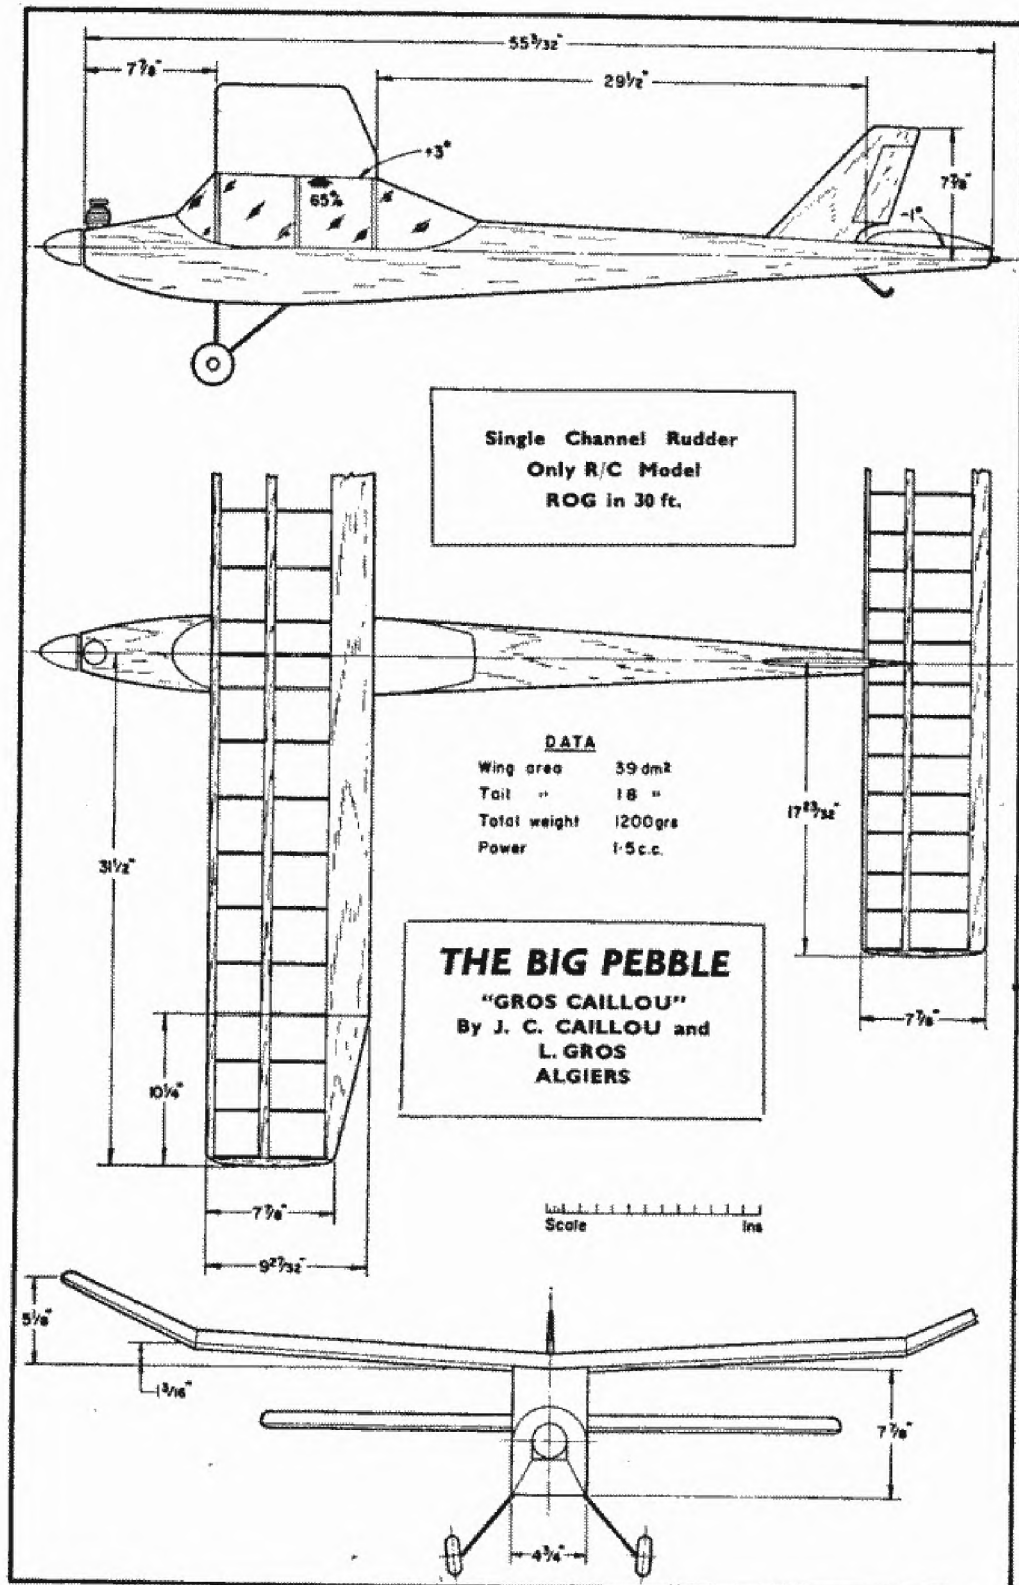 55 3/32"
7 7/8"
29 1/2"
+3°
65%
7 7/8"
-1°
Single Channel Rudder
Only R/C Model
ROG in 30 ft.
DATA
Wing area 39 dm²
Tail " 18 "
Total weight 1200grs
Power 1·5 c.c.
17 23/32"
31 1/2"
THE BIG PEBBLE
"GROS CAILLOU"
By J. C. CAILLOU and
L. GROS
ALGIERS
7 7/8"
10 1/4"
7 7/8"
Scale Ins
9 27/32"
5 1/8"
1 3/16"
7 7/8"
4 3/4"